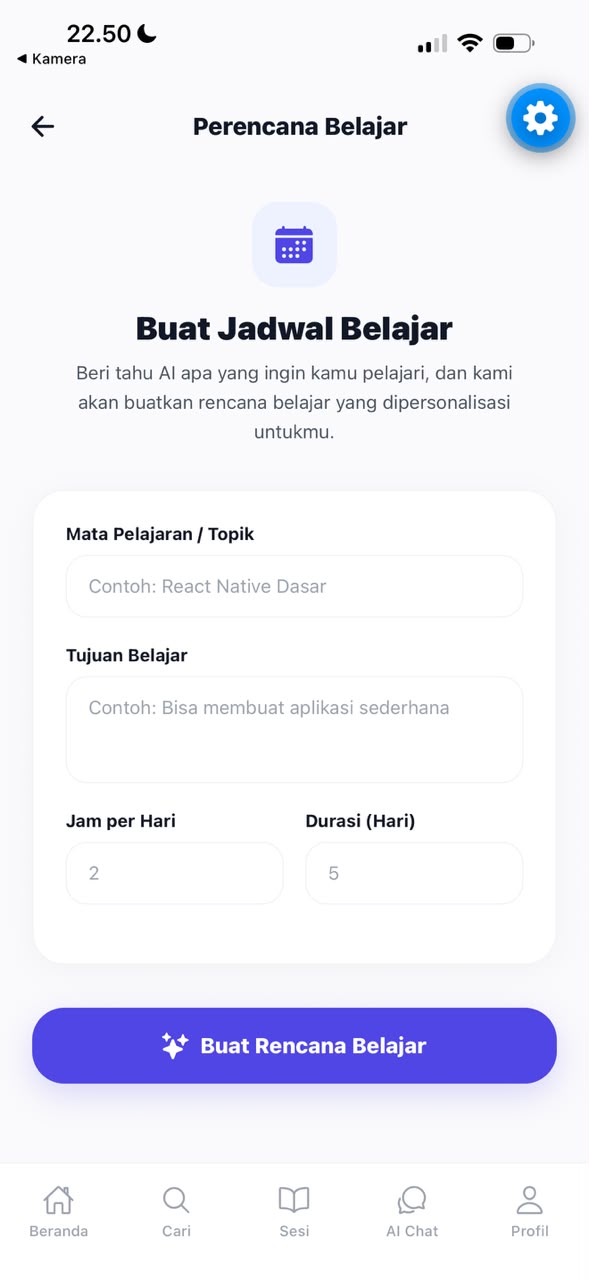 22.50
◀ Kamera
Perencana Belajar
Buat Jadwal Belajar
Beri tahu AI apa yang ingin kamu pelajari, dan kami
akan buatkan rencana belajar yang dipersonalisasi
untukmu.
Mata Pelajaran / Topik
Contoh: React Native Dasar
Tujuan Belajar
Contoh: Bisa membuat aplikasi sederhana
Jam per Hari
Durasi (Hari)
2
5
Buat Rencana Belajar
Beranda
Cari
Sesi
AI Chat
Profil